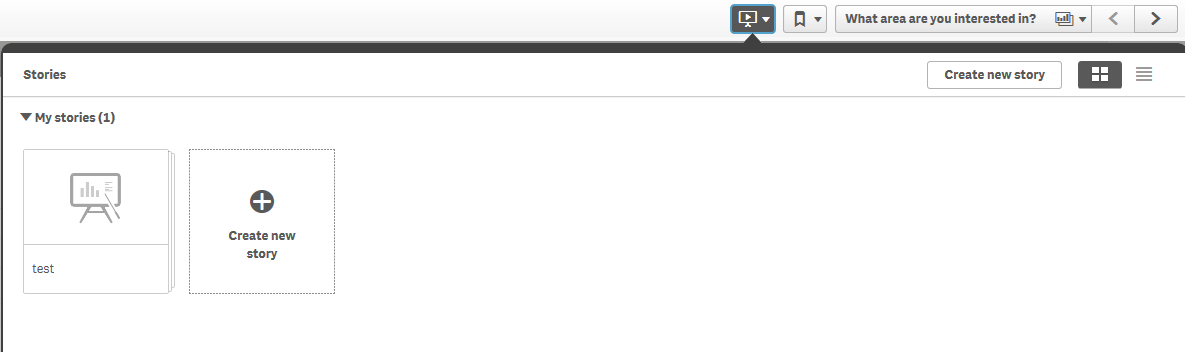 What area are you interested in?
Stories
Create new story
My stories (1)
Create new
story
test